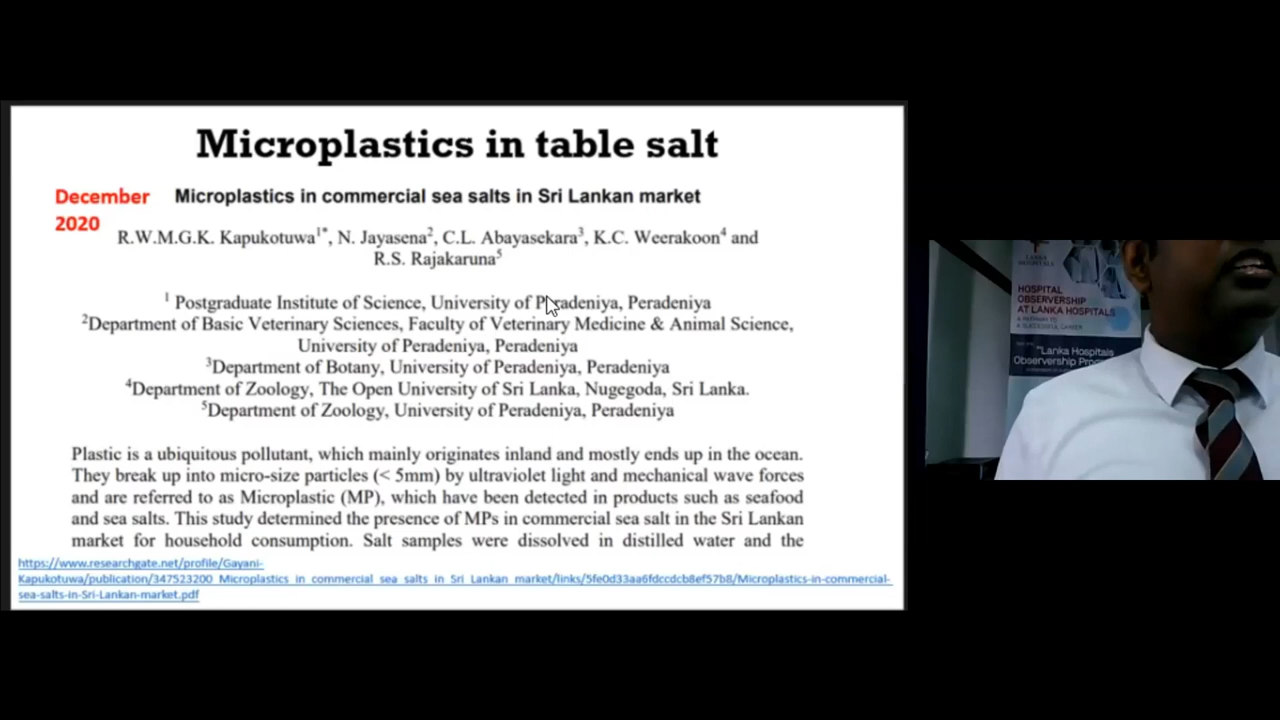 Microplastics in table salt
December
2020
Microplastics in commercial sea salts in Sri Lankan market
R.W.M.G.K. Kapukotuwa1*, N. Jayasena2, C.L. Abayasekara3, K.C. Weerakoon4 and
R.S. Rajakaruna5
1 Postgraduate Institute of Science, University of Peradeniya, Peradeniya
2Department of Basic Veterinary Sciences, Faculty of Veterinary Medicine & Animal Science,
University of Peradeniya, Peradeniya
3Department of Botany, University of Peradeniya, Peradeniya
4Department of Zoology, The Open University of Sri Lanka, Nugegoda, Sri Lanka.
5Department of Zoology, University of Peradeniya, Peradeniya
Plastic is a ubiquitous pollutant, which mainly originates inland and mostly ends up in the ocean.
They break up into micro-size particles (< 5mm) by ultraviolet light and mechanical wave forces
and are referred to as Microplastic (MP), which have been detected in products such as seafood
and sea salts. This study determined the presence of MPs in commercial sea salt in the Sri Lankan
market for household consumption. Salt samples were dissolved in distilled water and the
https://www.researchgate.net/profile/Gayani-
Kapukotuwa/publication/347523200_Microplastics_in_commercial_sea_salts_in_Sri_Lankan_market/links/5fe0d33aa6fdccdcb8ef57b8/Microplastics-in-commercial-
sea-salts-in-Sri-Lankan-market.pdf
LANKA
HOSPITALS
HOSPITAL
OBSERVERSHIP
AT LANKA HOSPITALS
A PATHWAY TO
A SUCCESSFUL CAREER
"Lanka Hospitals
Observership